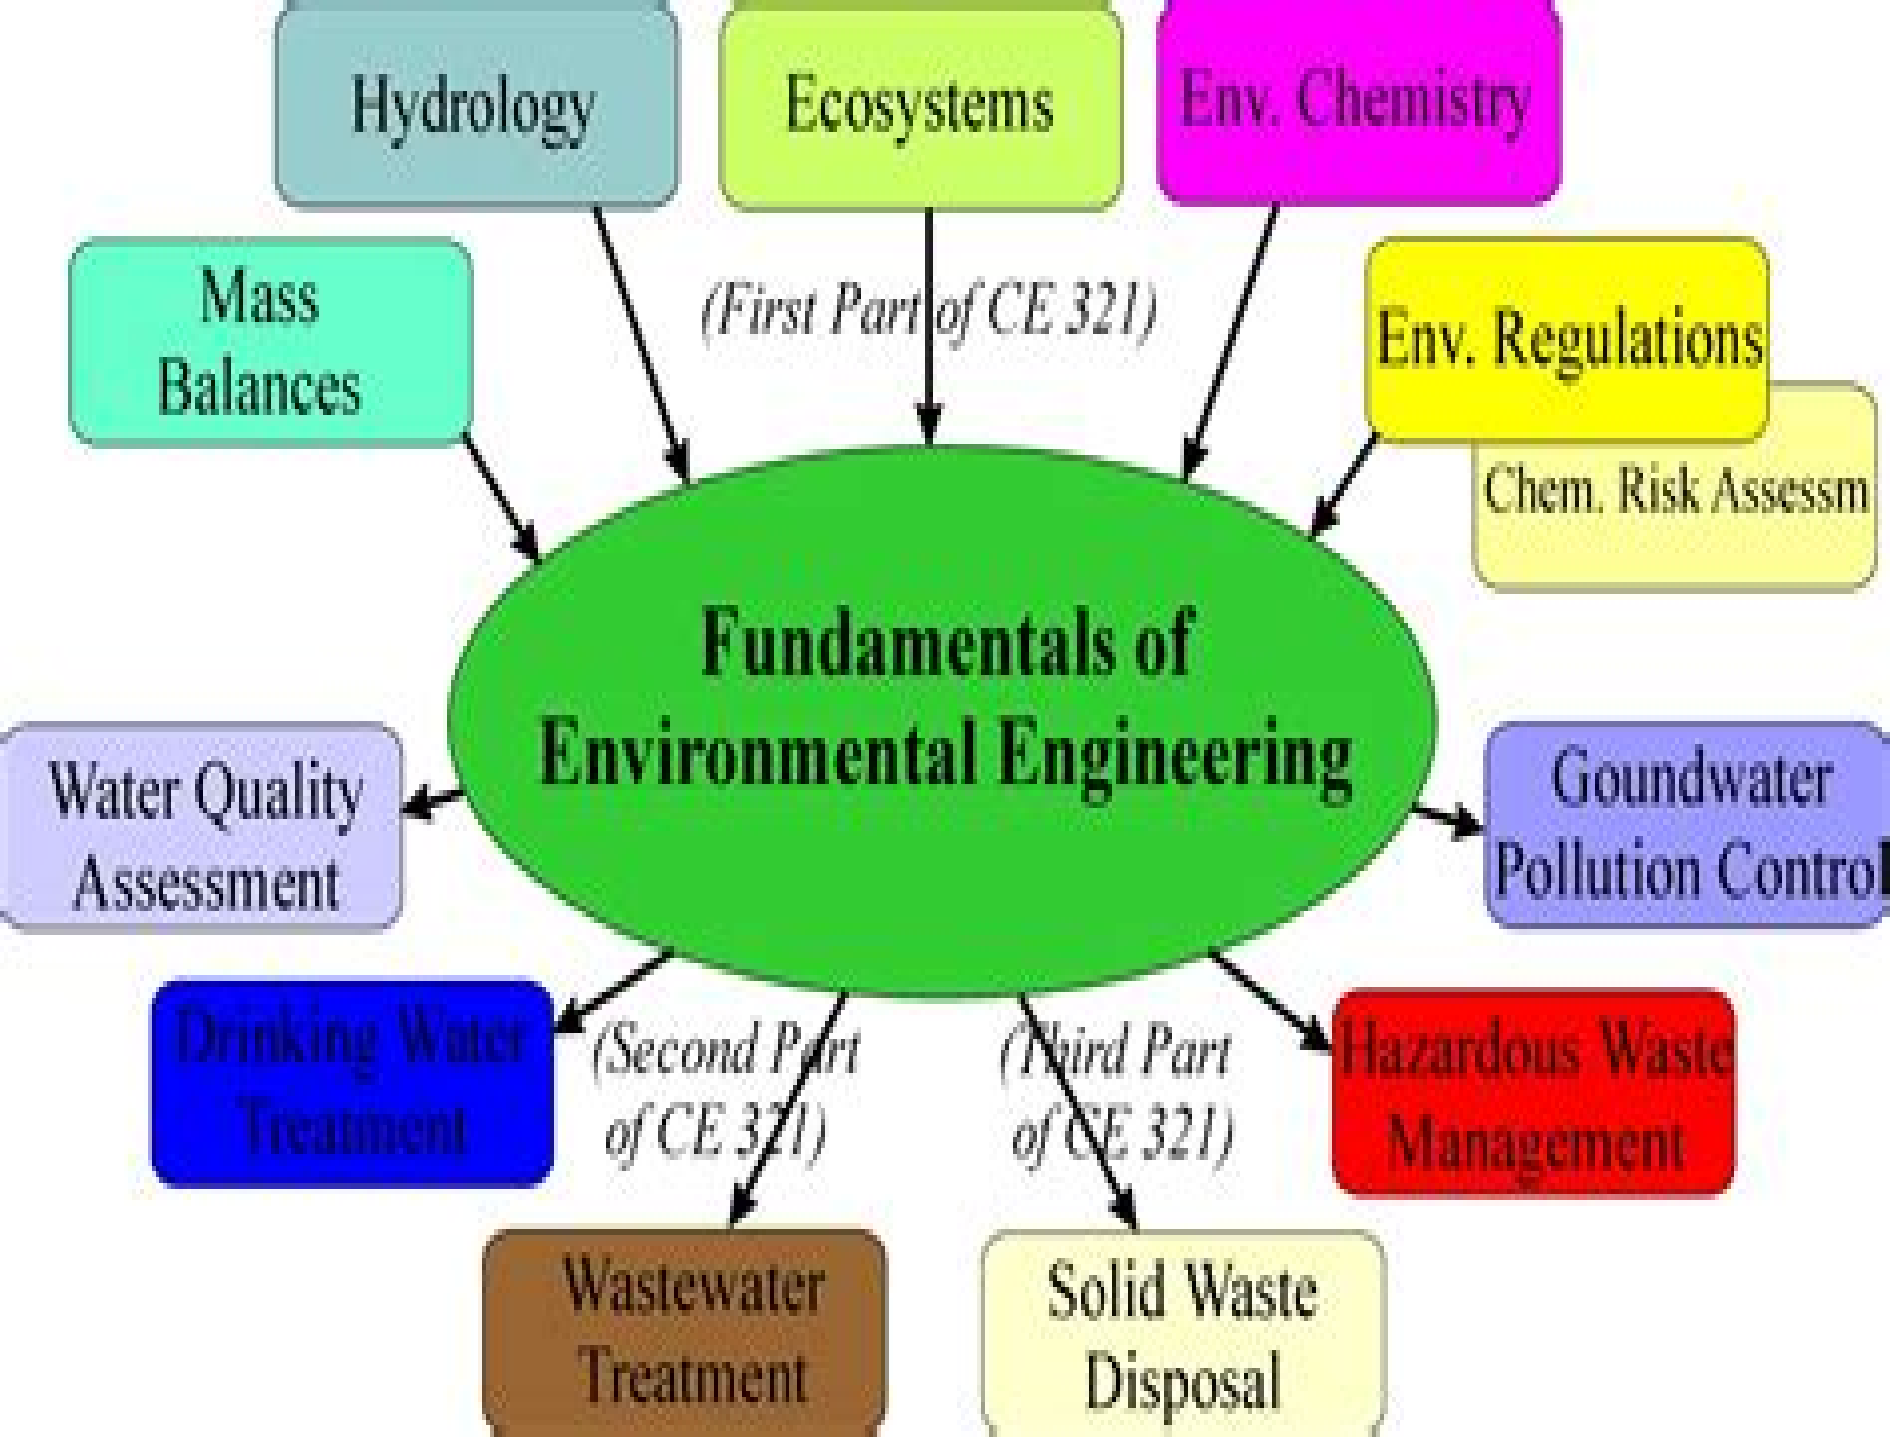 Hydrology
Ecosystems
Env. Chemistry
Mass
Balances
(First Part of CE 321)
Env. Regulations
Chem. Risk Assessm
Fundamentals of
Environmental Engineering
Water Quality
Assessment
Goundwater
Pollution Control
Drinking Water
Treatment
(Second Part
of CE 321)
(Third Part
of CE 321)
Hazardous Waste
Management
Wastewater
Treatment
Solid Waste
Disposal